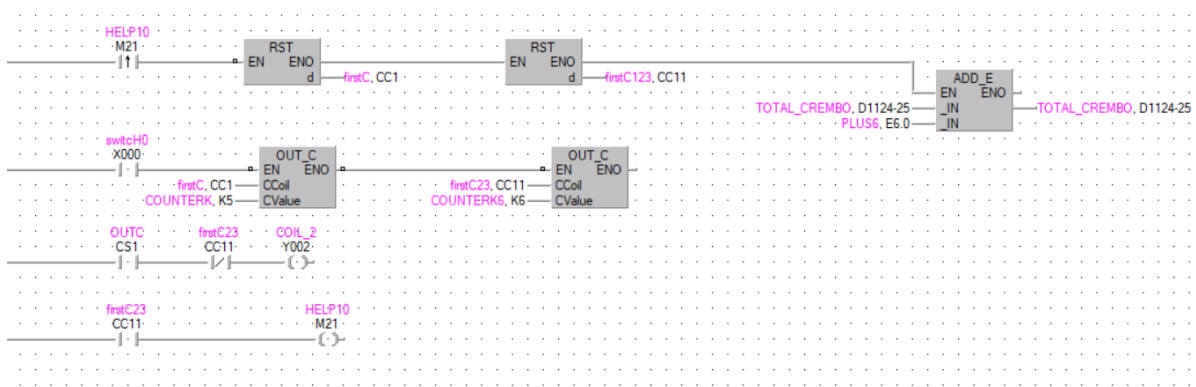 HELP10
M21
RST
EN ENO
d
firstC, CC1
RST
EN ENO
d
firstC123, CC11
ADD_E
EN ENO
TOTAL_CREMBO, D1124-25
_IN
TOTAL_CREMBO, D1124-25
PLUS6, E6.0
_IN
switcH0
X000
OUT_C
EN ENO
firstC, CC1
CCoil
COUNTERK, K5
CValue
OUT_C
EN ENO
firstC23, CC11
CCoil
COUNTERK6, K6
CValue
OUTC firstC23 COIL_2
CS1 CC11 Y002
firstC23 HELP10
CC11 M21